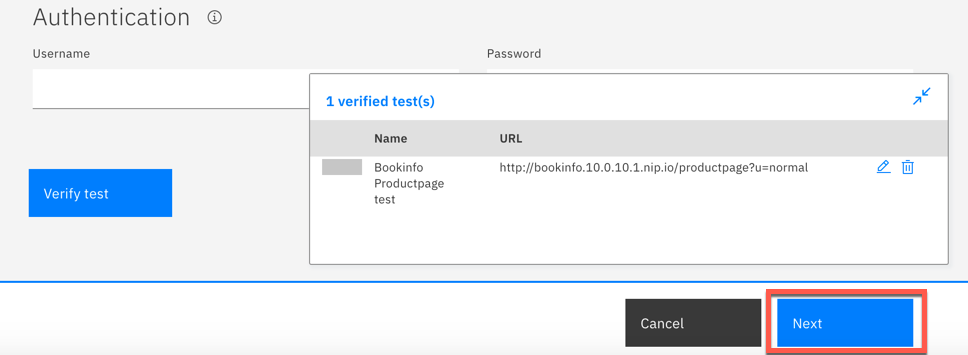 Authentication
Username
Password
1 verified test(s)
Name
URL
Bookinfo
Productpage
test
http://bookinfo.10.0.10.1.nip.io/productpage?u=normal
Verify test
Cancel
Next